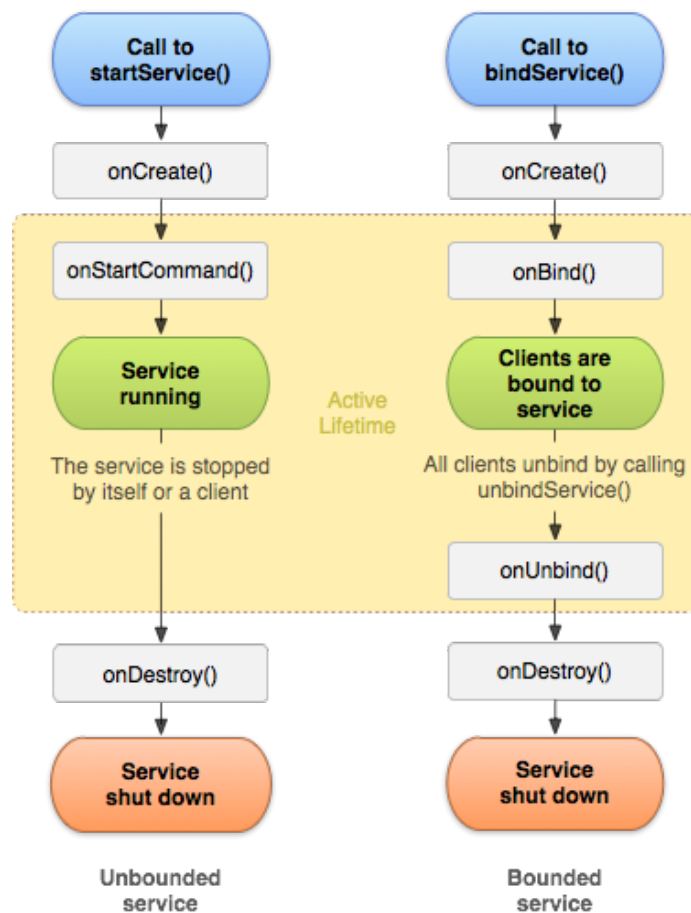 Call to
startService()
onCreate()
onStartCommand()
Service
running
The service is stopped
by itself or a client
onDestroy()
Service
shut down
Unbounded
service
Active
Lifetime
Call to
bindService()
onCreate()
onBind()
Clients are
bound to
service
All clients unbind by calling
unbindService()
onUnbind()
onDestroy()
Service
shut down
Bounded
service